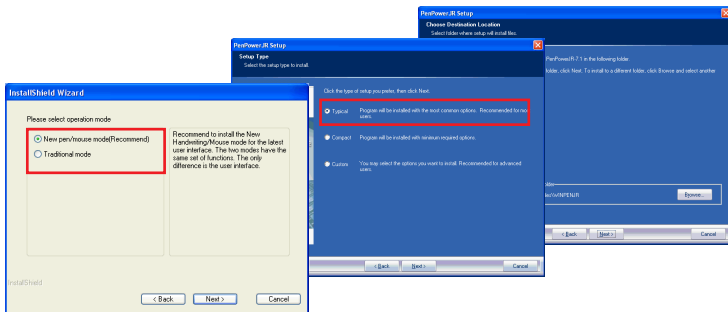 PenPowerJR Setup
Choose Destination Location
Select folder where setup will install files.
PenPowerJR-7.1 in the following folder.
folder, click Next. To install to a different folder, click Browse and select another
Browse...
< Back
Next >
Cancel
PenPowerJR Setup
Setup Type
Select the setup type to install.
Click the type of setup you prefer, then click Next.
Typical
Program will be installed with the most common options. Recommended for
users.
Compact
Program will be installed with minimum required options.
Custom
You may select the options you want to install. Recommended for advanced
users.
< Back
Next >
Cancel
InstallShield Wizard
Please select operation mode
New pen/mouse mode(Recommend)
Traditional mode
Recommend to install the New
Handwriting/Mouse mode for the latest
user interface. The two modes have the
same set of functions. The only
difference is the user interface.
InstallShield
< Back
Next >
Cancel